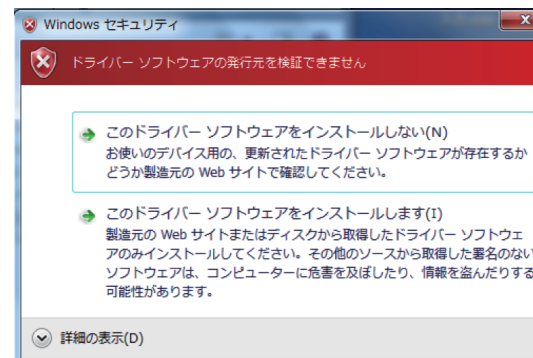 Windows セキュリティ
ドライバー ソフトウェアの発行元を検証できません
このドライバー ソフトウェアをインストールしない(N)
お使いのデバイス用の、更新されたドライバー ソフトウェアが存在するか
どうか製造元の Web サイトで確認してください。
このドライバー ソフトウェアをインストールします(I)
製造元の Web サイトまたはディスクから取得したドライバー ソフトウェ
アのみインストールしてください。その他のソースから取得した署名のない
ソフトウェアは、コンピューターに危害を及ぼしたり、情報を盗んだりする
可能性があります。
詳細の表示(D)